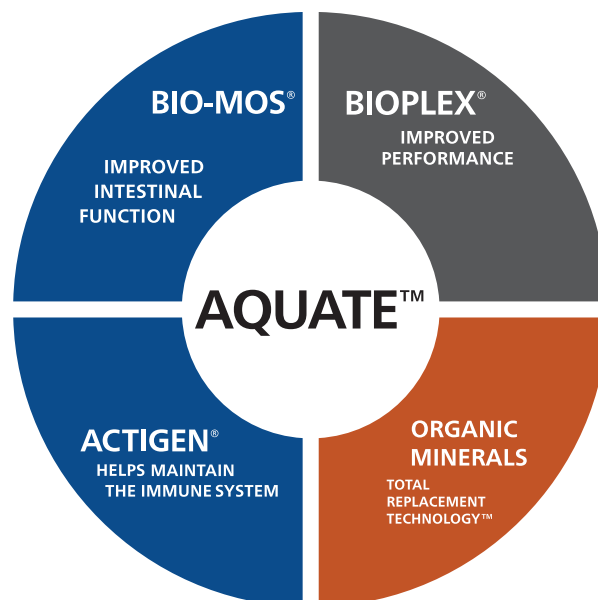 BIO-MOS®
IMPROVED
INTESTINAL
FUNCTION
BIOPLEX®
IMPROVED
PERFORMANCE
AQUATE™
ACTIGEN®
HELPS MAINTAIN
THE IMMUNE SYSTEM
ORGANIC
MINERALS
TOTAL
REPLACEMENT
TECHNOLOGY™